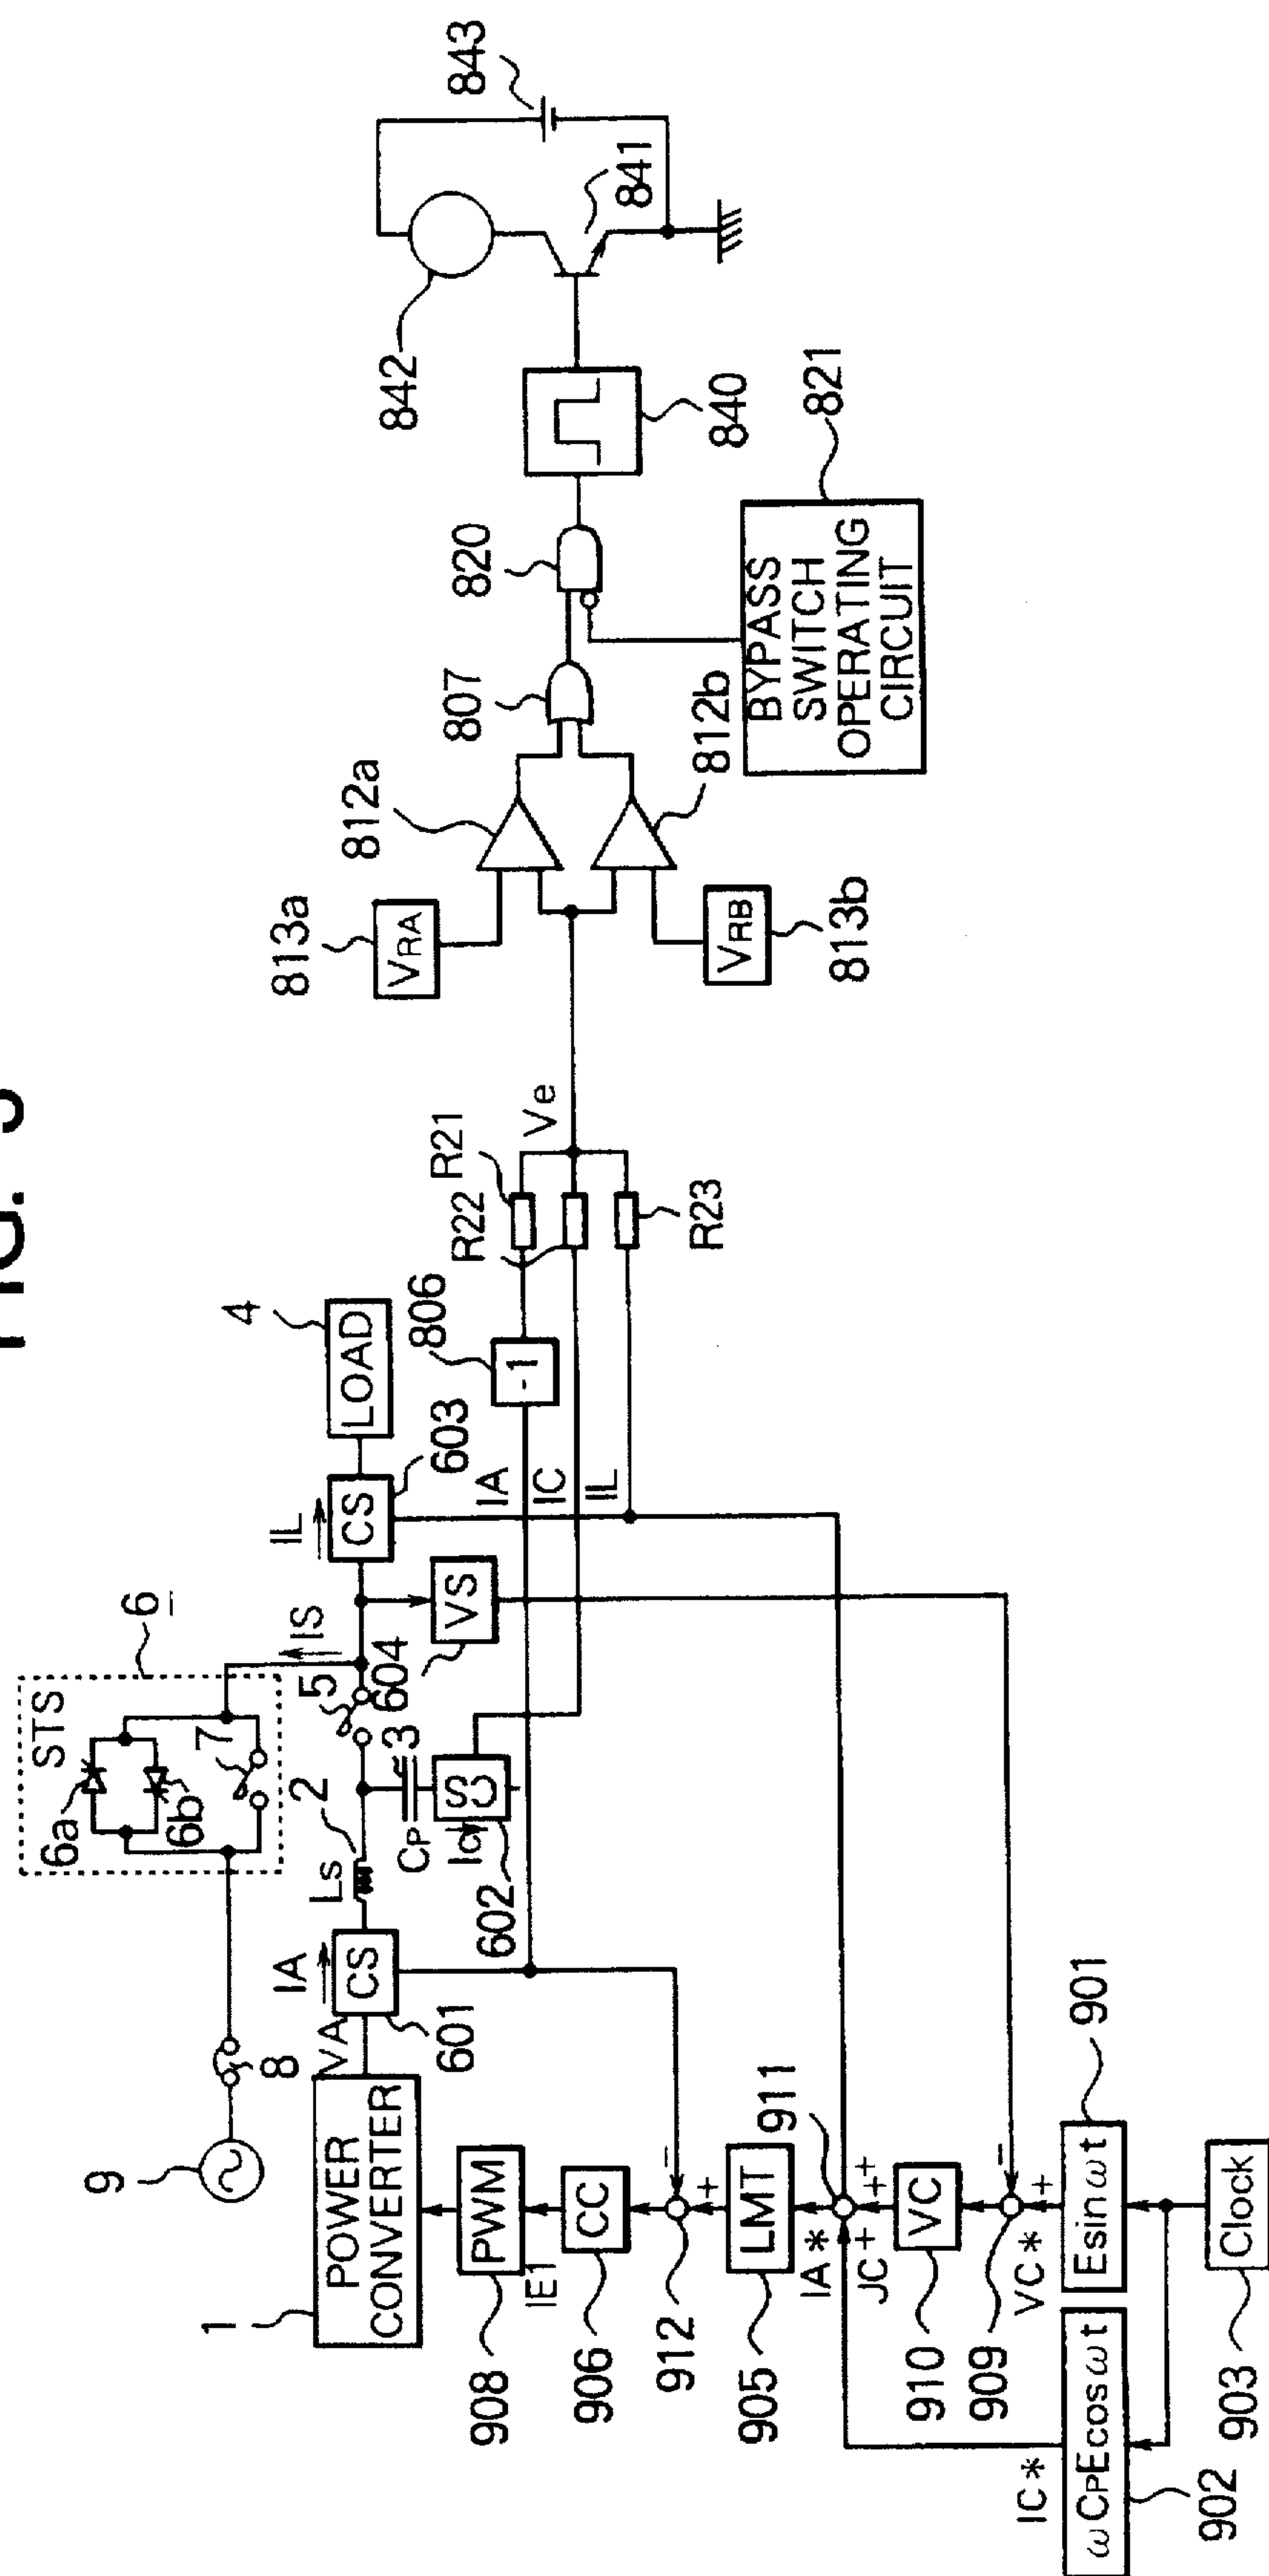 9
8
STS
6a
6b
7
6
IS
1
POWER
CONVERTER
VA
IA
CS
601
Ls
2
5
CP
3
Ic
CS
602
604
VS
IL
CS
603
LOAD
4
IA
IC
IL
806
-1
R22
R21
R23
Ve
813a
VRA
812a
VRB
813b
812b
807
820
BYPASS
SWITCH
OPERATING
CIRCUIT
821
840
842
841
843
908
PWM
IE1
906
CC
912
-
+
905
LMT
IA*
911
JC+
+
+
910
VC
909
VC*
-
+
IC*
ωCPEcosωt
902
Esinωt
901
903
Clock